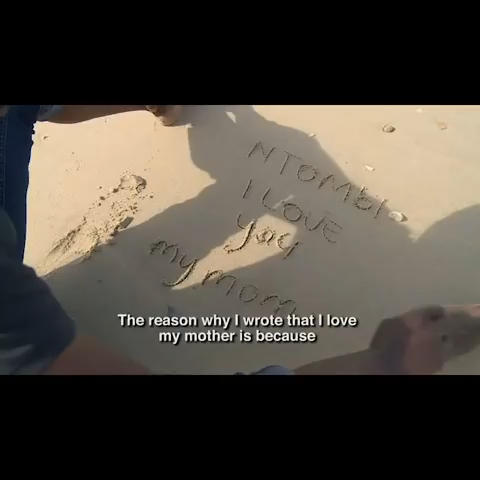 NTOMBI
I LOVE
you
my mom
The reason why I wrote that I love
my mother is because